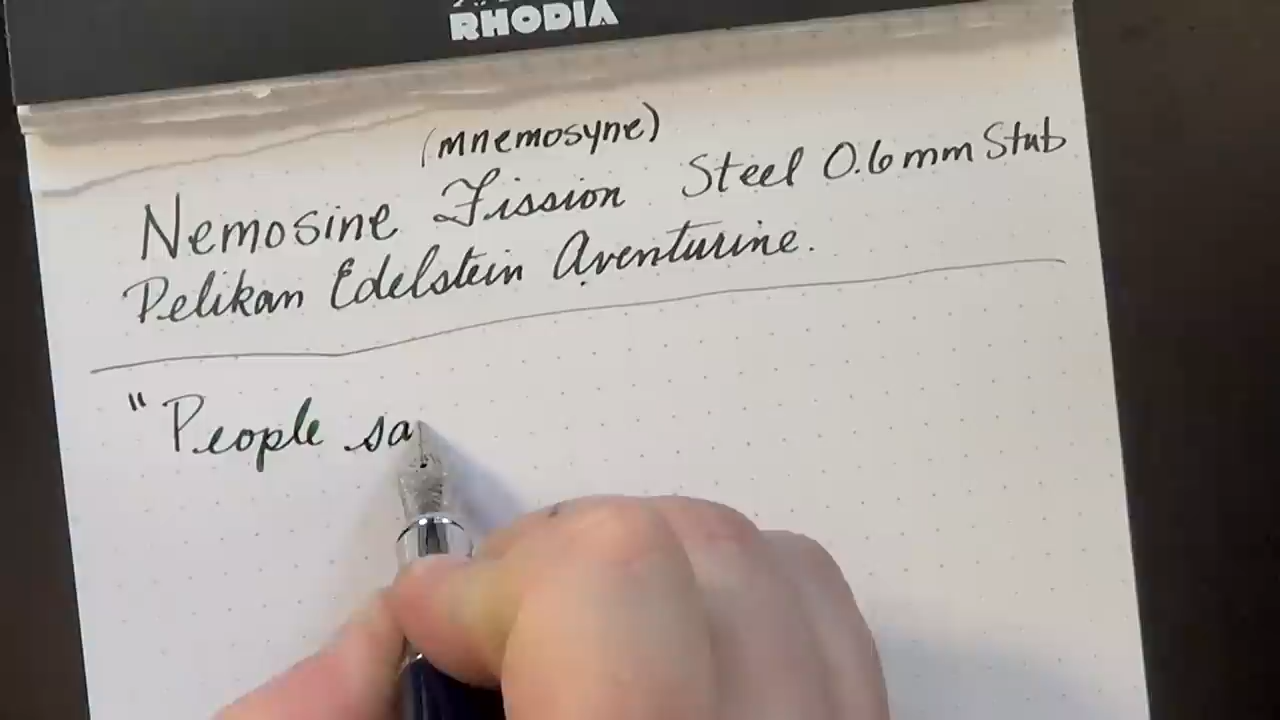 RHODIA
(mnemosyne)
Nemosine Fission Steel 0.6mm Stub
Pelikan Edelstein Aventurine.
"People sa